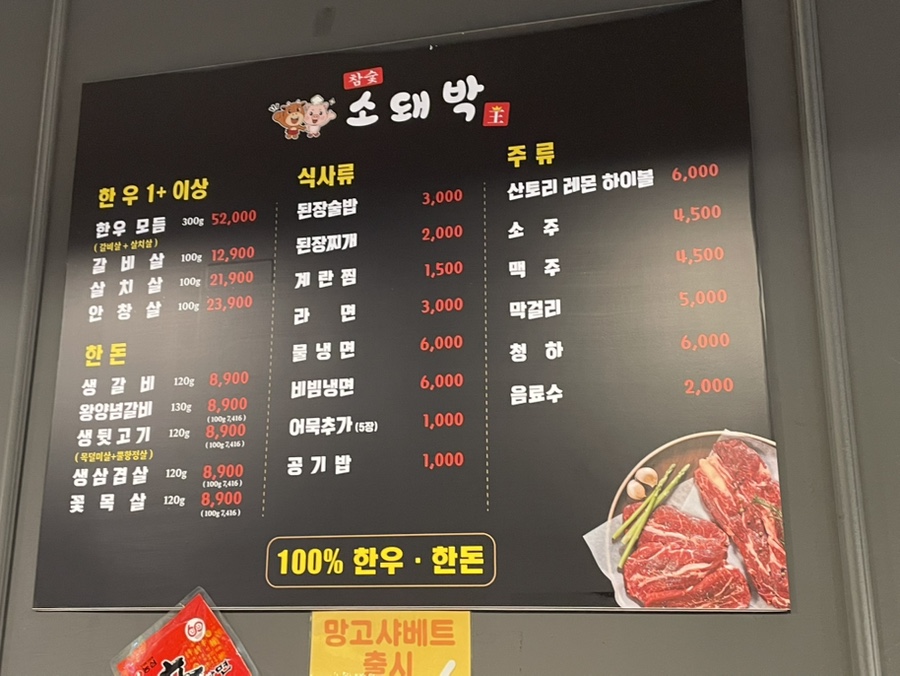 참숯
소돼박
王
한우 1+ 이상
한우 모듬 300g 52,000
(갈비살 + 살치살)
갈비살 100g 12,900
살치살 100g 21,900
안창살 100g 23,900
한돈
생갈비 120g 8,900
왕양념갈비 130g 8,900
(100g 7,416)
생뒷고기 120g 8,900
(100g 7,416)
(목덜미살+뽈항정살)
생삼겹살 120g 8,900
(100g 7,416)
꽃목살 120g 8,900
(100g 7,416)
식사류
된장술밥 3,000
된장찌개 2,000
계란찜 1,500
라면 3,000
물냉면 6,000
비빔냉면 6,000
어묵추가 (5장) 1,000
공기밥 1,000
주류
산토리 레몬 하이볼 6,000
소주 4,500
맥주 4,500
막걸리 5,000
청하 6,000
음료수 2,000
100% 한우 · 한돈
망고샤베트
출시